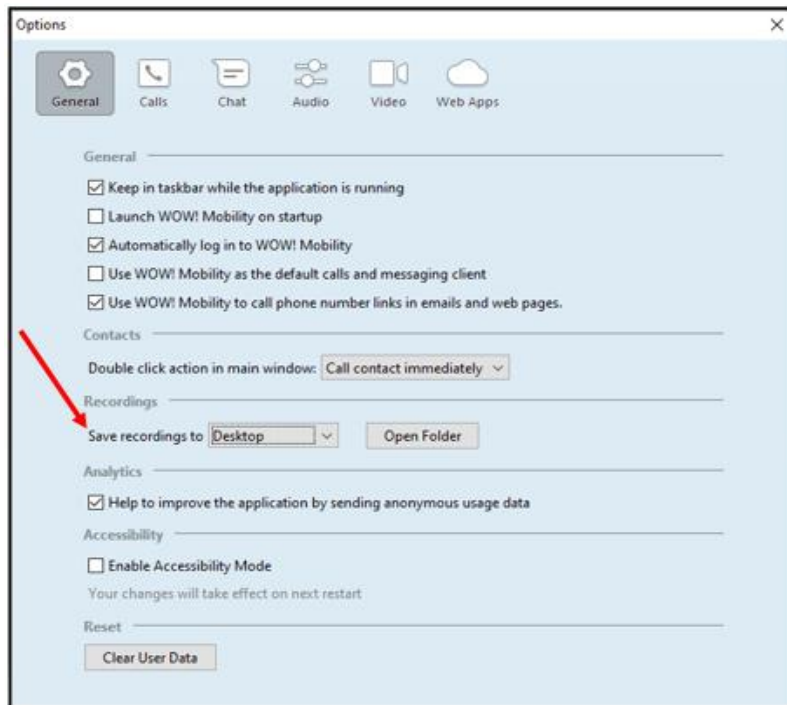 Options
General Calls Chat Audio Video Web Apps
General
Keep in taskbar while the application is running
Launch WOW! Mobility on startup
Automatically log in to WOW! Mobility
Use WOW! Mobility as the default calls and messaging client
Use WOW! Mobility to call phone number links in emails and web pages.
Contacts
Double click action in main window: Call contact immediately
Recordings
Save recordings to Desktop Open Folder
Analytics
Help to improve the application by sending anonymous usage data
Accessibility
Enable Accessibility Mode
Your changes will take effect on next restart
Reset
Clear User Data